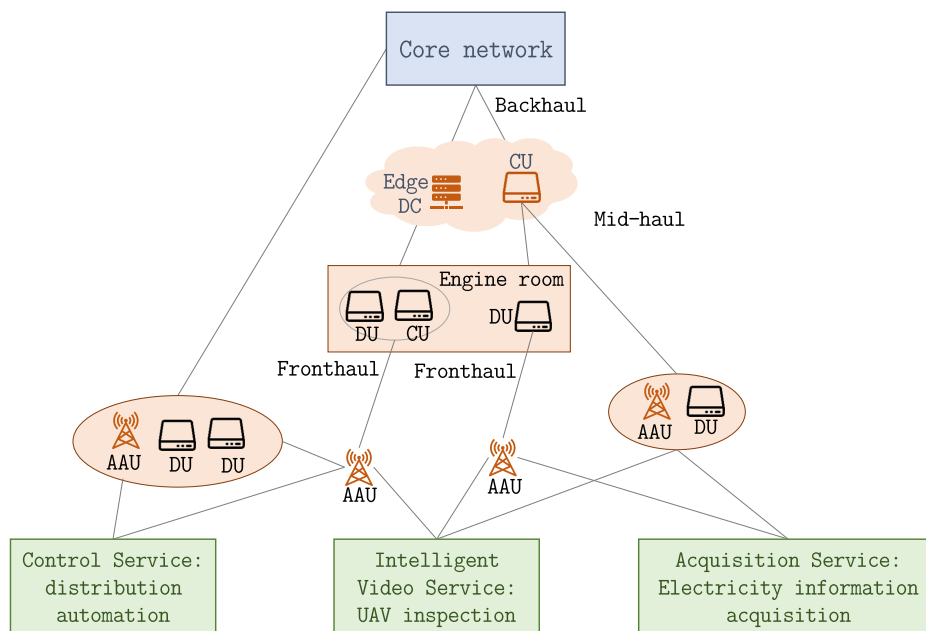 Core network
Backhaul
CU
Edge
DC
Mid-haul
Engine room
DU
DU
CU
Fronthaul
Fronthaul
AAU
DU
DU
AAU
AAU
AAU
DU
Control Service:
distribution
automation
Intelligent
Video Service:
UAV inspection
Acquisition Service:
Electricity information
acquisition